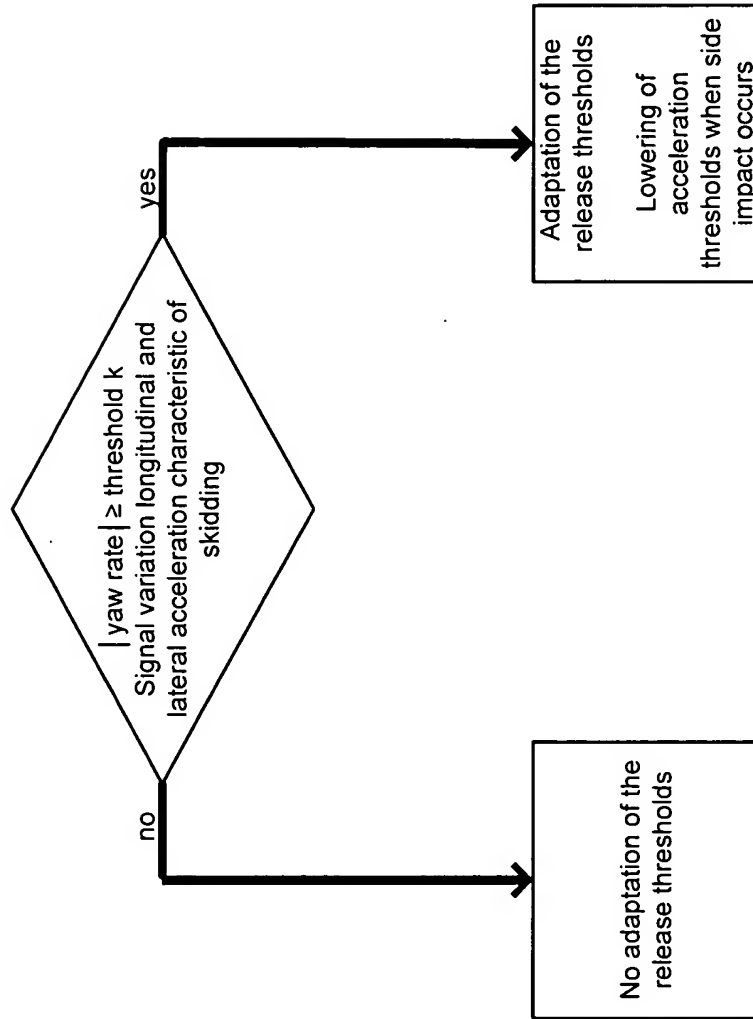 |yaw rate| ≥ threshold k
Signal variation longitudinal and
lateral acceleration characteristic of
skidding
no
yes
No adaptation of the
release thresholds
Adaptation of the
release thresholds
Lowering of
acceleration
thresholds when side
impact occurs